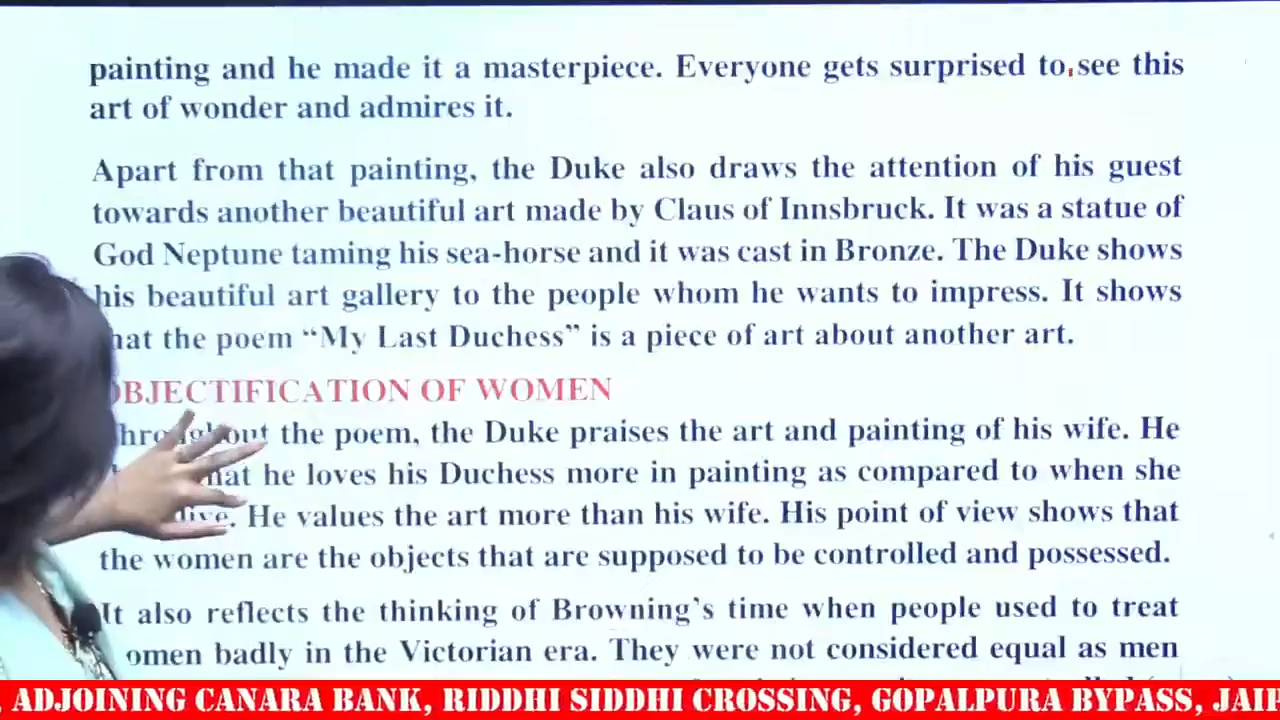 painting and he made it a masterpiece. Everyone gets surprised to see this
art of wonder and admires it.
Apart from that painting, the Duke also draws the attention of his guest
towards another beautiful art made by Claus of Innsbruck. It was a statue of
God Neptune taming his sea-horse and it was cast in Bronze. The Duke shows
his beautiful art gallery to the people whom he wants to impress. It shows
hat the poem “My Last Duchess” is a piece of art about another art.
OBJECTIFICATION OF WOMEN
hroughout the poem, the Duke praises the art and painting of his wife. He
hat he loves his Duchess more in painting as compared to when she
live. He values the art more than his wife. His point of view shows that
the women are the objects that are supposed to be controlled and possessed.
It also reflects the thinking of Browning’s time when people used to treat
omen badly in the Victorian era. They were not considered equal as men
, ADJOINING CANARA BANK, RIDDHI SIDDHI CROSSING, GOPALPURA BYPASS, JAIP